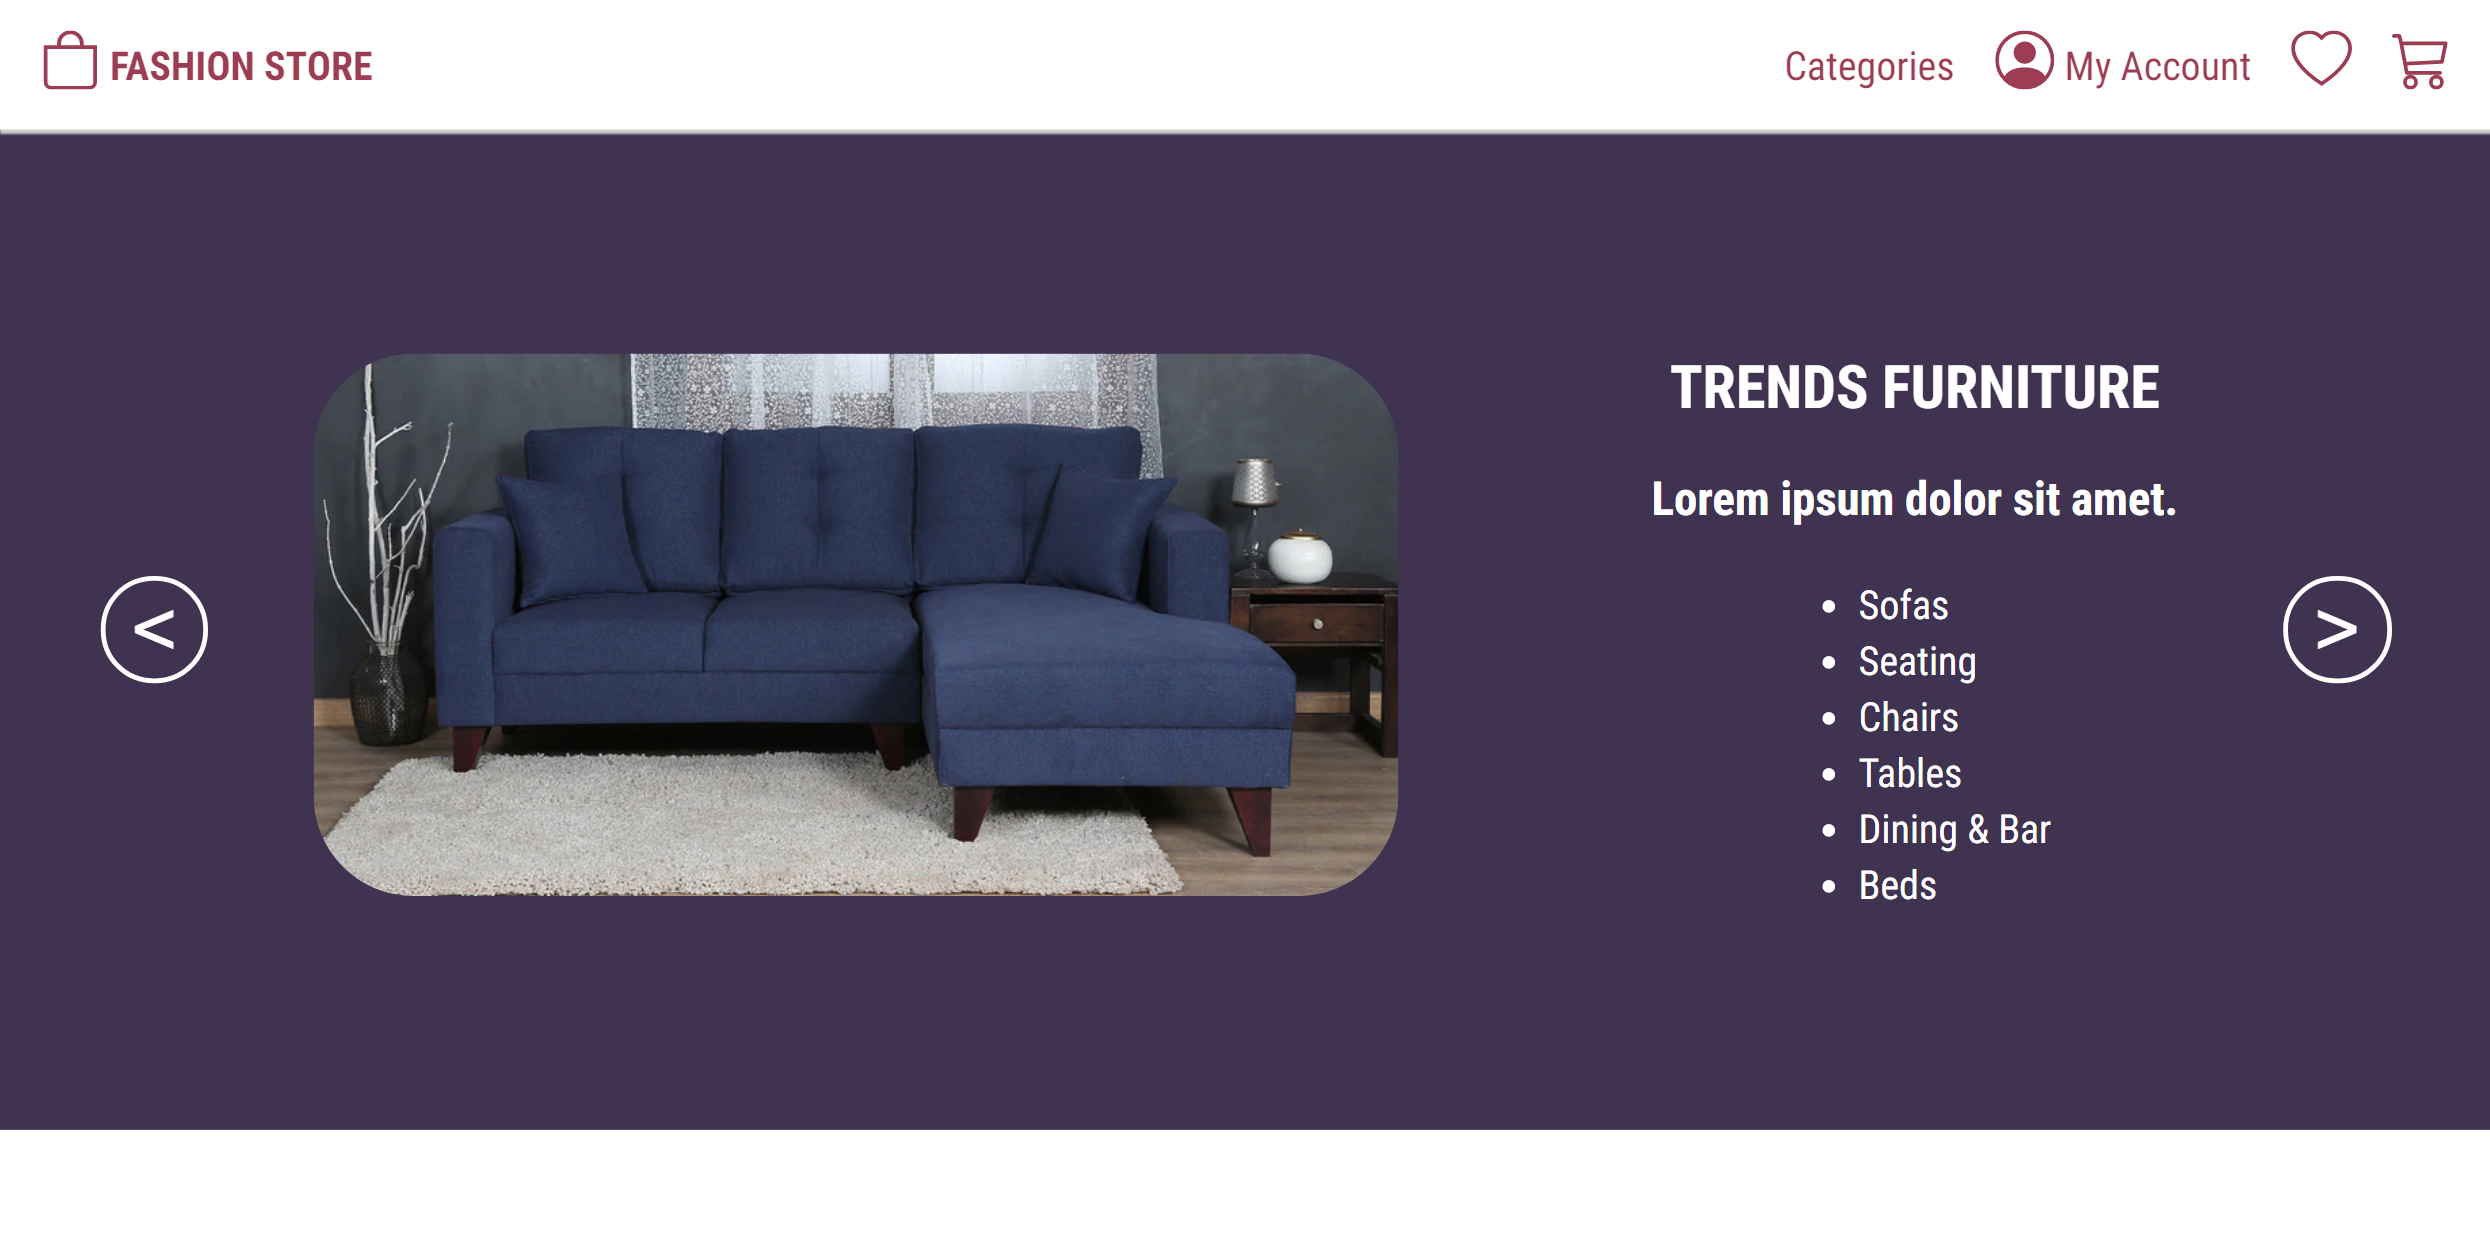 FASHION STORE
Categories
My Account
TRENDS FURNITURE
Lorem ipsum dolor sit amet.
<
• Sofas
• Seating
• Chairs
• Tables
• Dining & Bar
• Beds
>